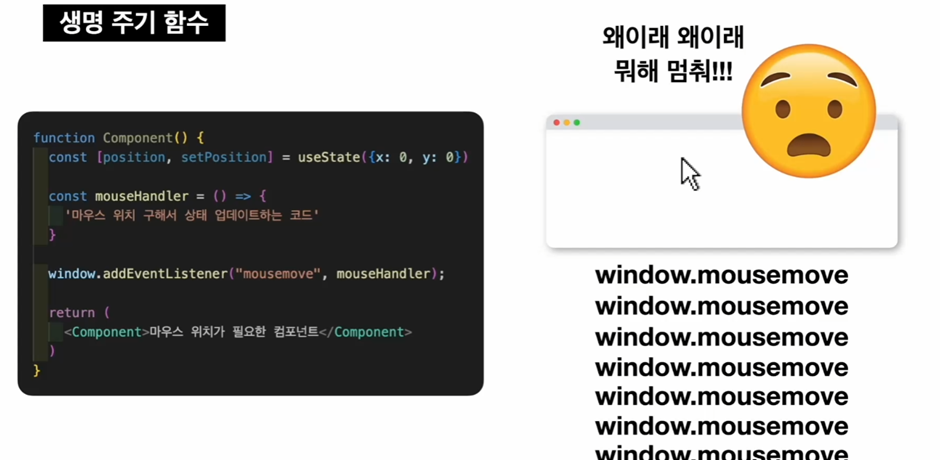 생명 주기 함수
왜이래 왜이래
뭐해 멈춰!!!
function Component() {
const [position, setPosition] = useState({x: 0, y: 0})
const mouseHandler = () => {
'마우스 위치 구해서 상태 업데이트하는 코드'
}
window.addEventListener("mousemove", mouseHandler);
return (
<Component>마우스 위치가 필요한 컴포넌트</Component>
)
}
window.mousemove
window.mousemove
window.mousemove
window.mousemove
window.mousemove
window.mousemove
window.mousemove